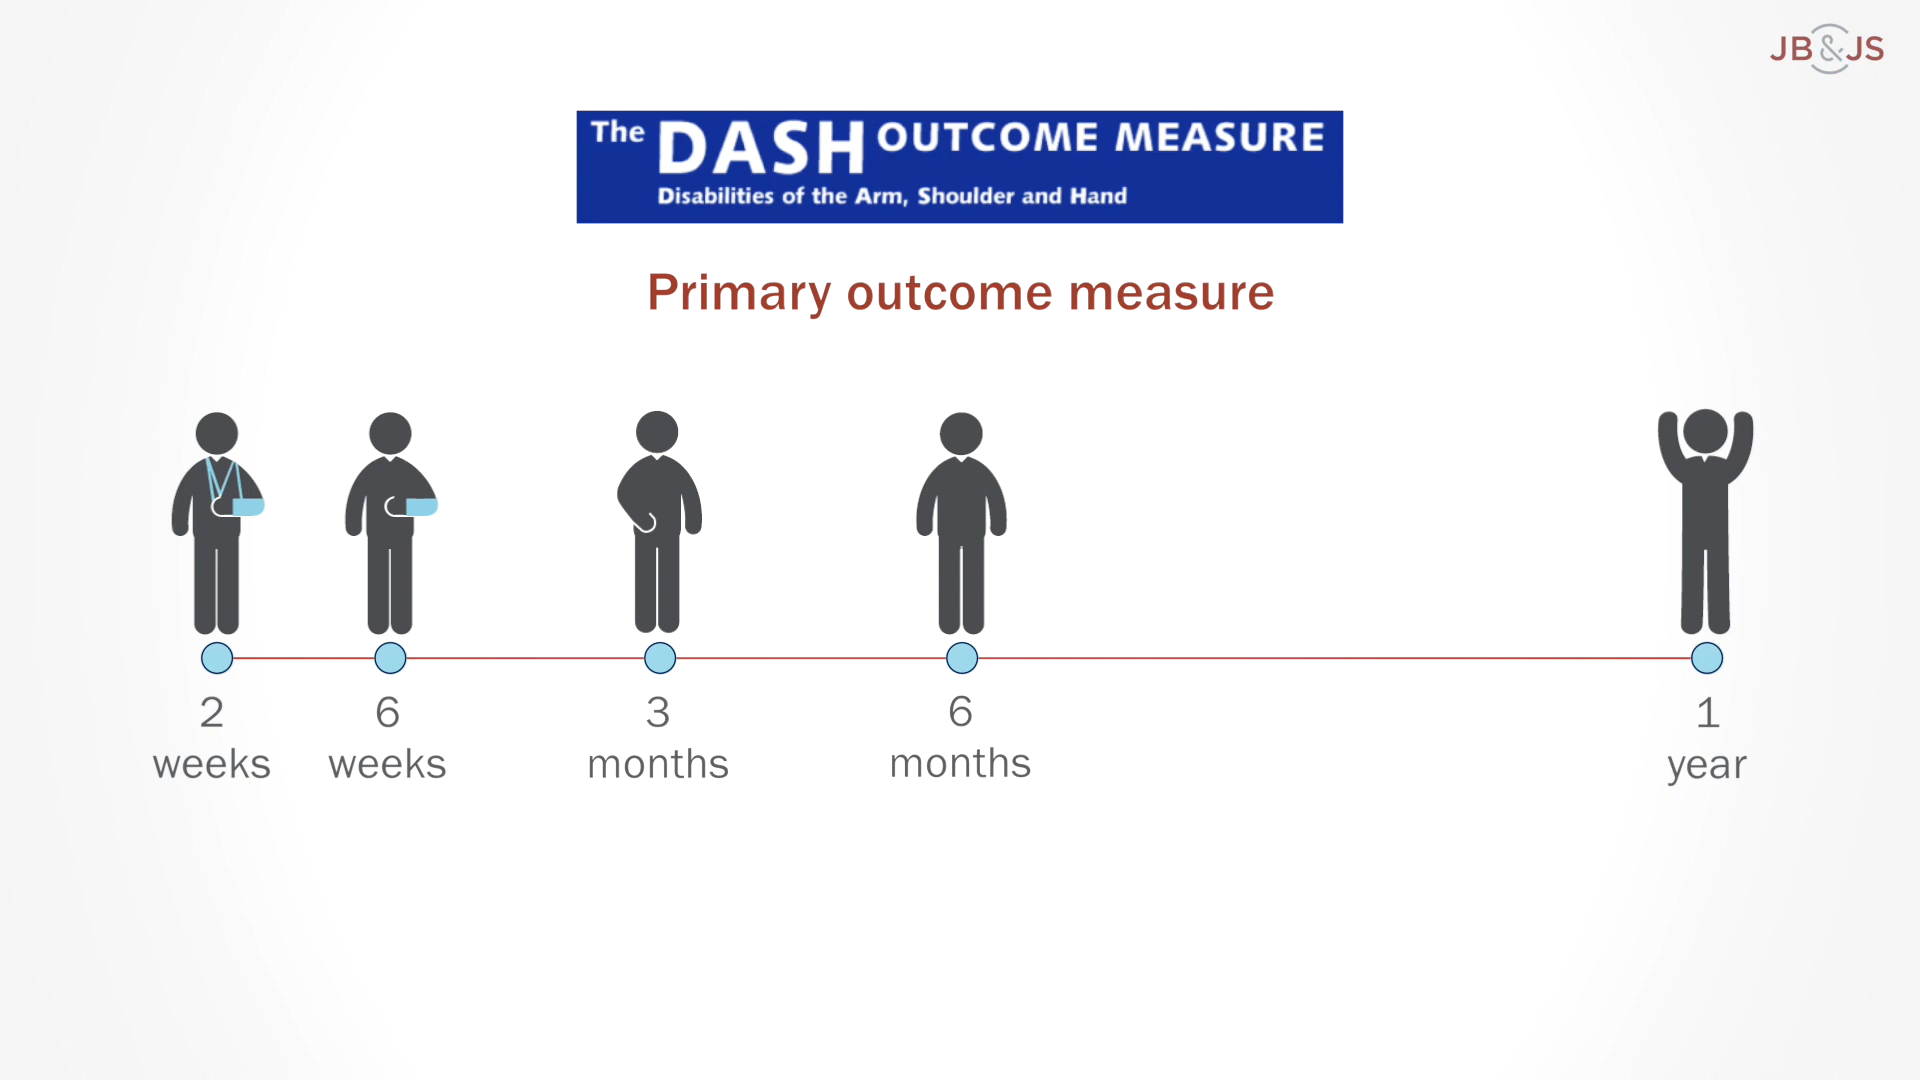 JB&JS
The DASH OUTCOME MEASURE
Disabilities of the Arm, Shoulder and Hand
Primary outcome measure
2 weeks
6 weeks
3 months
6 months
1 year